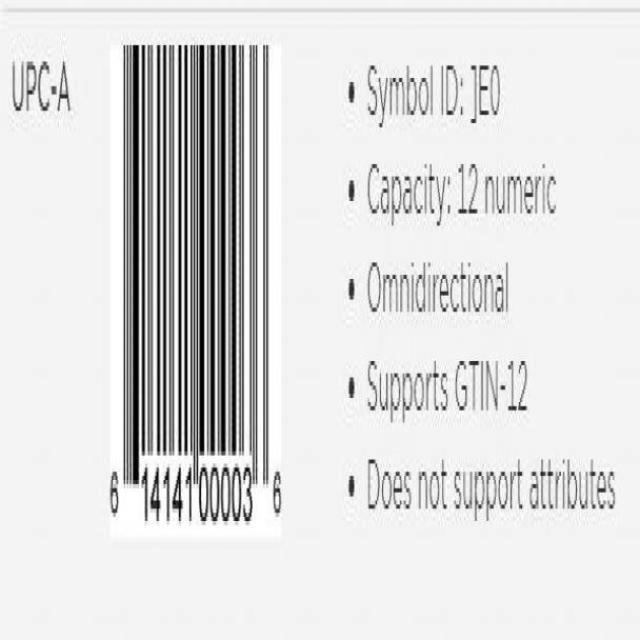 UPC-A
6 14141 00003 6
• Symbol ID: ]E0
• Capacity: 12 numeric
• Omnidirectional
• Supports GTIN-12
• Does not support attributes